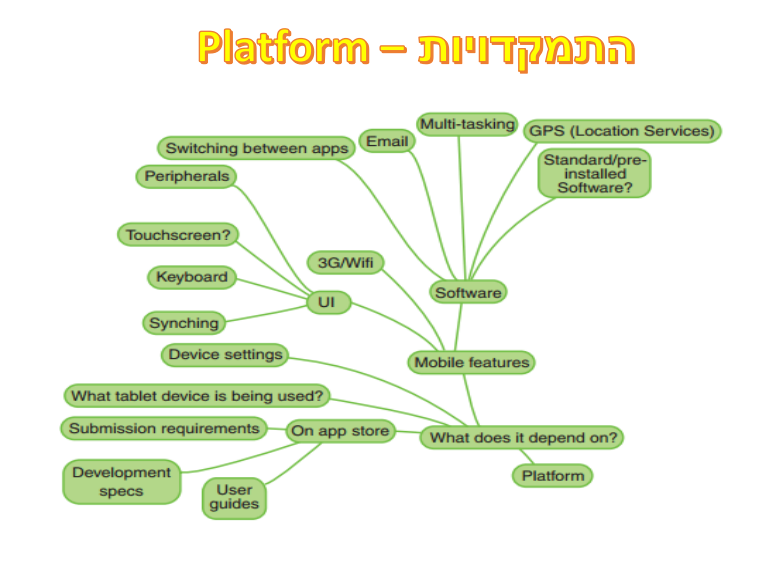 התמקדויות – Platform
Multi-tasking
GPS (Location Services)
Email
Switching between apps
Standard/pre-
installed
Software?
Peripherals
Touchscreen?
3G/Wifi
Keyboard
Software
UI
Synching
Device settings
Mobile features
What tablet device is being used?
Submission requirements
On app store
What does it depend on?
Development
specs
Platform
User
guides